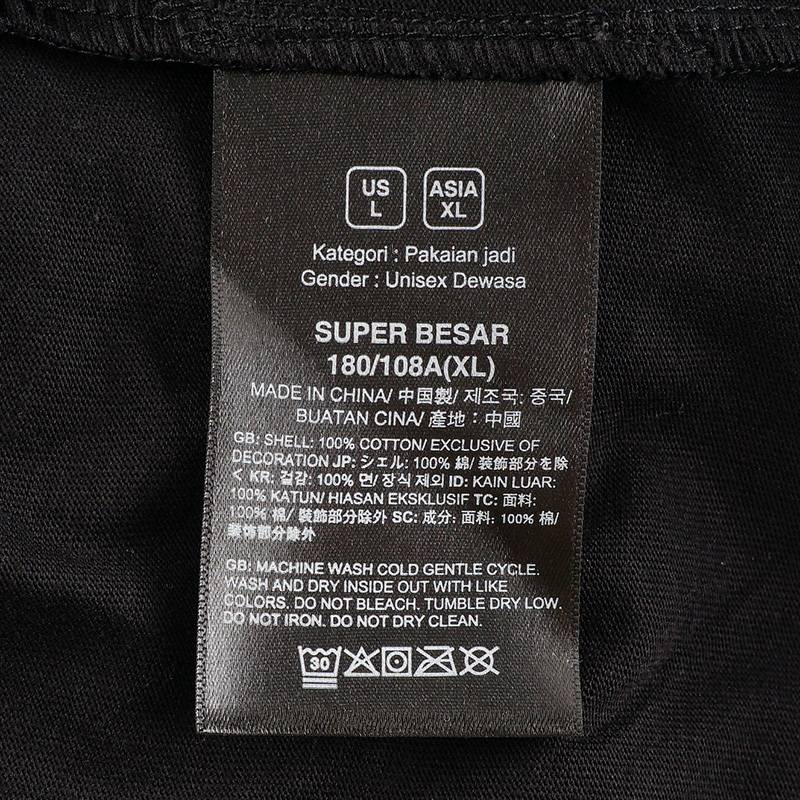 US
L
ASIA
XL
Kategori : Pakaian jadi
Gender : Unisex Dewasa
SUPER BESAR
180/108A(XL)
MADE IN CHINA/ 中国製/ 제조국: 중국/
BUATAN CINA/ 產地：中國
GB: SHELL: 100% COTTON/ EXCLUSIVE OF
DECORATION JP: シェル: 100% 綿/ 装飾部分を除
く KR: 겉감: 100% 면/ 장식 제외 ID: KAIN LUAR:
100% KATUN/ HIASAN EKSKLUSIF TC: 面料:
100% 棉/ 裝飾部分除外 SC: 成分: 面料: 100% 棉/
装饰部分除外
GB: MACHINE WASH COLD GENTLE CYCLE.
WASH AND DRY INSIDE OUT WITH LIKE
COLORS. DO NOT BLEACH. TUMBLE DRY LOW.
DO NOT IRON. DO NOT DRY CLEAN.
30